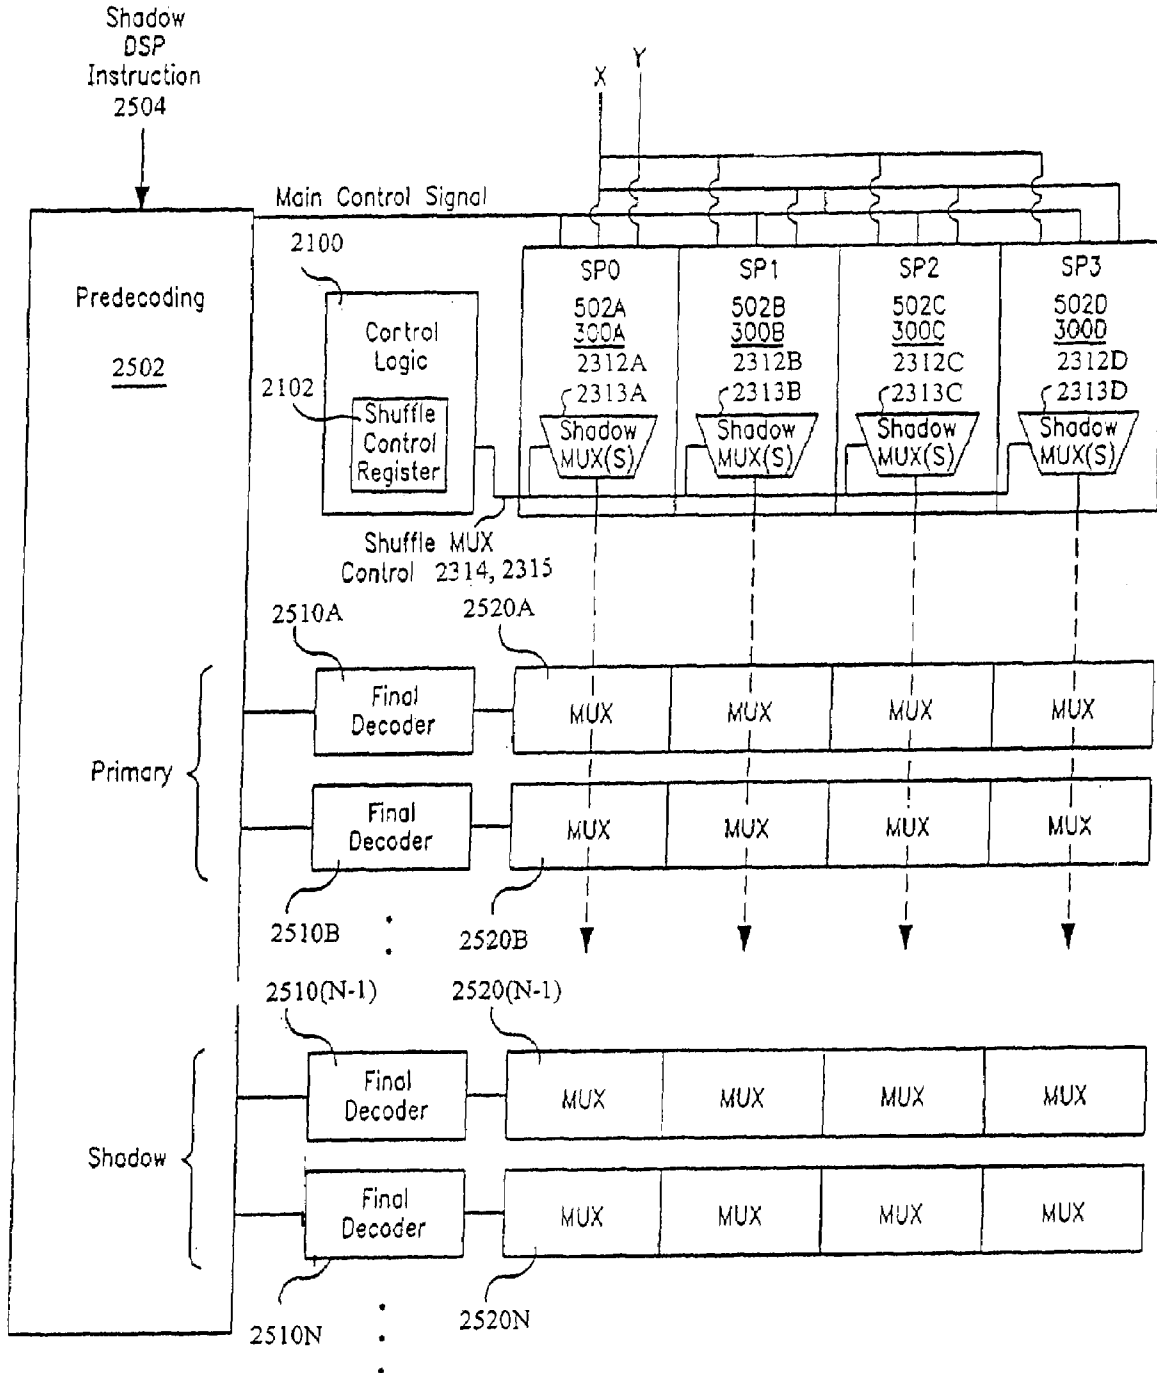 Shadow
DSP
Instruction
2504
X
Y
Main Control Signal
2100
Predecoding
2502
Control
Logic
2102
Shuffle
Control
Register
SP0
502A
300A
2312A
2313A
Shadow
MUX(S)
SP1
502B
300B
2312B
2313B
Shadow
MUX(S)
SP2
502C
300C
2312C
2313C
Shadow
MUX(S)
SP3
502D
300D
2312D
2313D
Shadow
MUX(S)
Shuffle MUX
Control 2314, 2315
2510A
2520A
Final
Decoder
MUX
MUX
MUX
MUX
Primary
Final
Decoder
MUX
MUX
MUX
MUX
2510B
2520B
2510(N-1)
2520(N-1)
Final
Decoder
MUX
MUX
MUX
MUX
Shadow
Final
Decoder
MUX
MUX
MUX
MUX
2510N
2520N